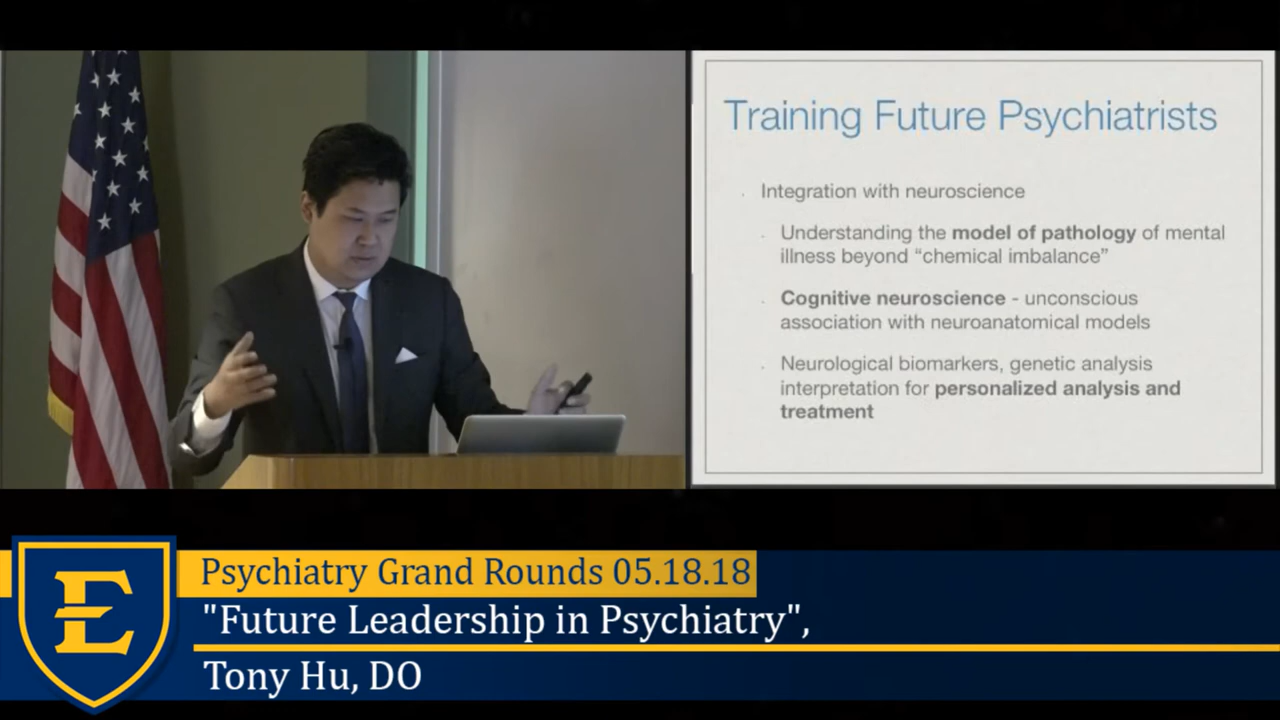 Training Future Psychiatrists
Integration with neuroscience
Understanding the model of pathology of mental
illness beyond “chemical imbalance”
Cognitive neuroscience - unconscious
association with neuroanatomical models
Neurological biomarkers, genetic analysis
interpretation for personalized analysis and
treatment
E
Psychiatry Grand Rounds 05.18.18
"Future Leadership in Psychiatry",
Tony Hu, DO